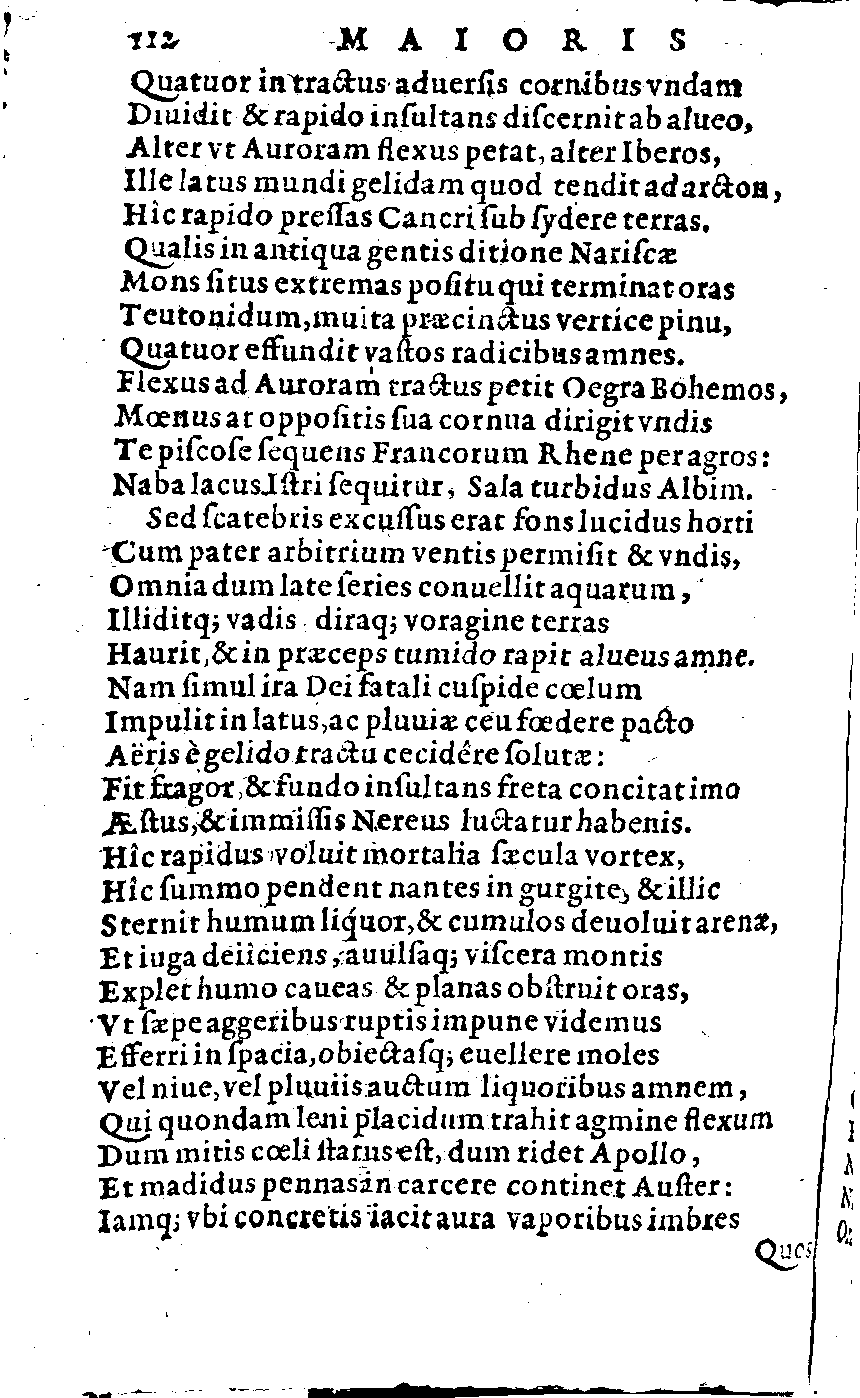 112 MAIORIS
Quatuor in tractus aduersis cornibus vndam
Diuidit & rapido insultans discernit ab alueo,
Alter vt Auroram flexus petat, alter Iberos,
Ille latus mundi gelidam quod tendit ad arcton,
Hîc rapido pressas Cancri sub sydere terras.
Qualis in antiqua gentis ditione Nariscæ
Mons situs extremas positu qui terminat oras
Teutonidum, multa præcinctus vertice pinu,
Quatuor effundit vastos radicibus amnes.
Flexus ad Auroram tractus petit Oegra Bohemos,
Mœnus at oppositis sua cornua dirigit vndis
Te piscose sequens Francorum Rhene per agros:
Naba lacus Istri sequitur, Sala turbidus Albim.
Sed scatebris excussus erat fons lucidus horti
Cum pater arbitrium ventis permisit & vndis,
Omnia dum late series conuellit aquarum,
Illiditq; vadis diraq; voragine terras
Haurit, & in præceps tumido rapit alueus amne.
Nam simul ira Dei fatali cuspide cœlum
Impulit in latus, ac pluuiæ ceu fœdere pacto
Aëris è gelido tractu cecidére solutæ:
Fit fragor, & fundo insultans freta concitat imo
Æstus, & immissis Nereus luctatur habenis.
Hîc rapidus voluit mortalia sæcula vortex,
Hîc summo pendent nantes in gurgite, & illic
Sternit humum liquor, & cumulos deuoluit arenæ,
Et iuga deiiciens, auulsaq; viscera montis
Explet humo caueas & planas obstruit oras,
Vt sæpe aggeribus ruptis impune videmus
Efferri in spacia, obiectasq; euellere moles
Vel niue, vel pluuiis auctum liquoribus amnem,
Qui quondam leni placidum trahit agmine flexum
Dum mitis cœli status est, dum ridet Apollo,
Et madidus pennas in carcere continet Auster:
Iamq; vbi concretis iacit aura vaporibus imbres
Quos